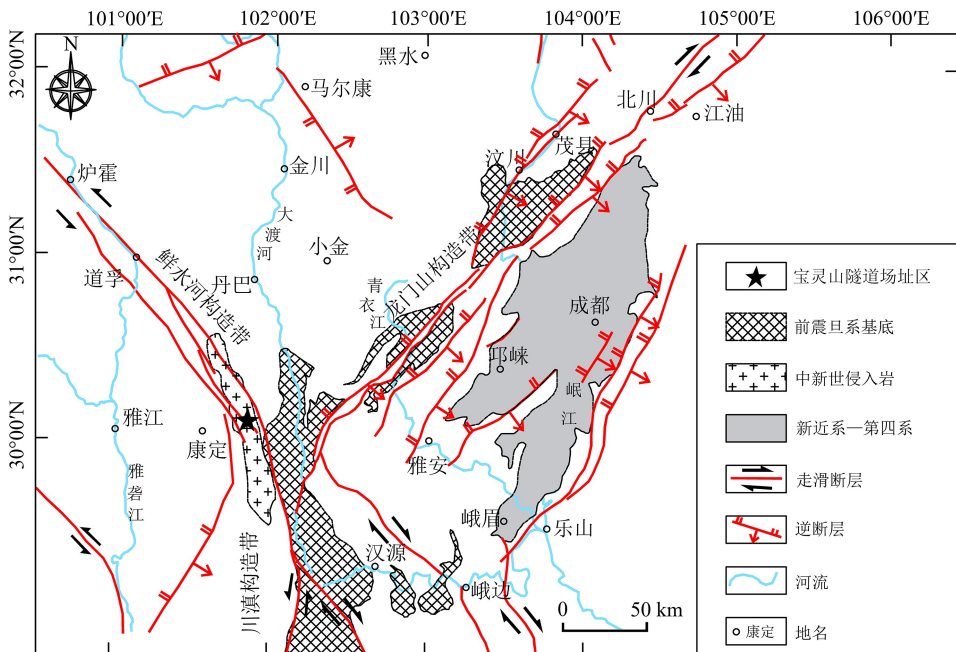 101°00′E
102°00′E
103°00′E
104°00′E
105°00′E
106°00′E
32°00′N
31°00′N
30°00′N
N
黑水
马尔康
北川
江油
茂县
汶川
炉霍
金川
大渡河
小金
道孚
鲜水河构造带
丹巴
青衣江
龙门山构造带
成都
邛崃
岷江
雅江
康定
雅安
雅砻江
峨眉
乐山
川滇构造带
汉源
峨边
0
50 km
宝灵山隧道场址区
前震旦系基底
中新世侵入岩
新近系—第四系
走滑断层
逆断层
河流
康定
地名